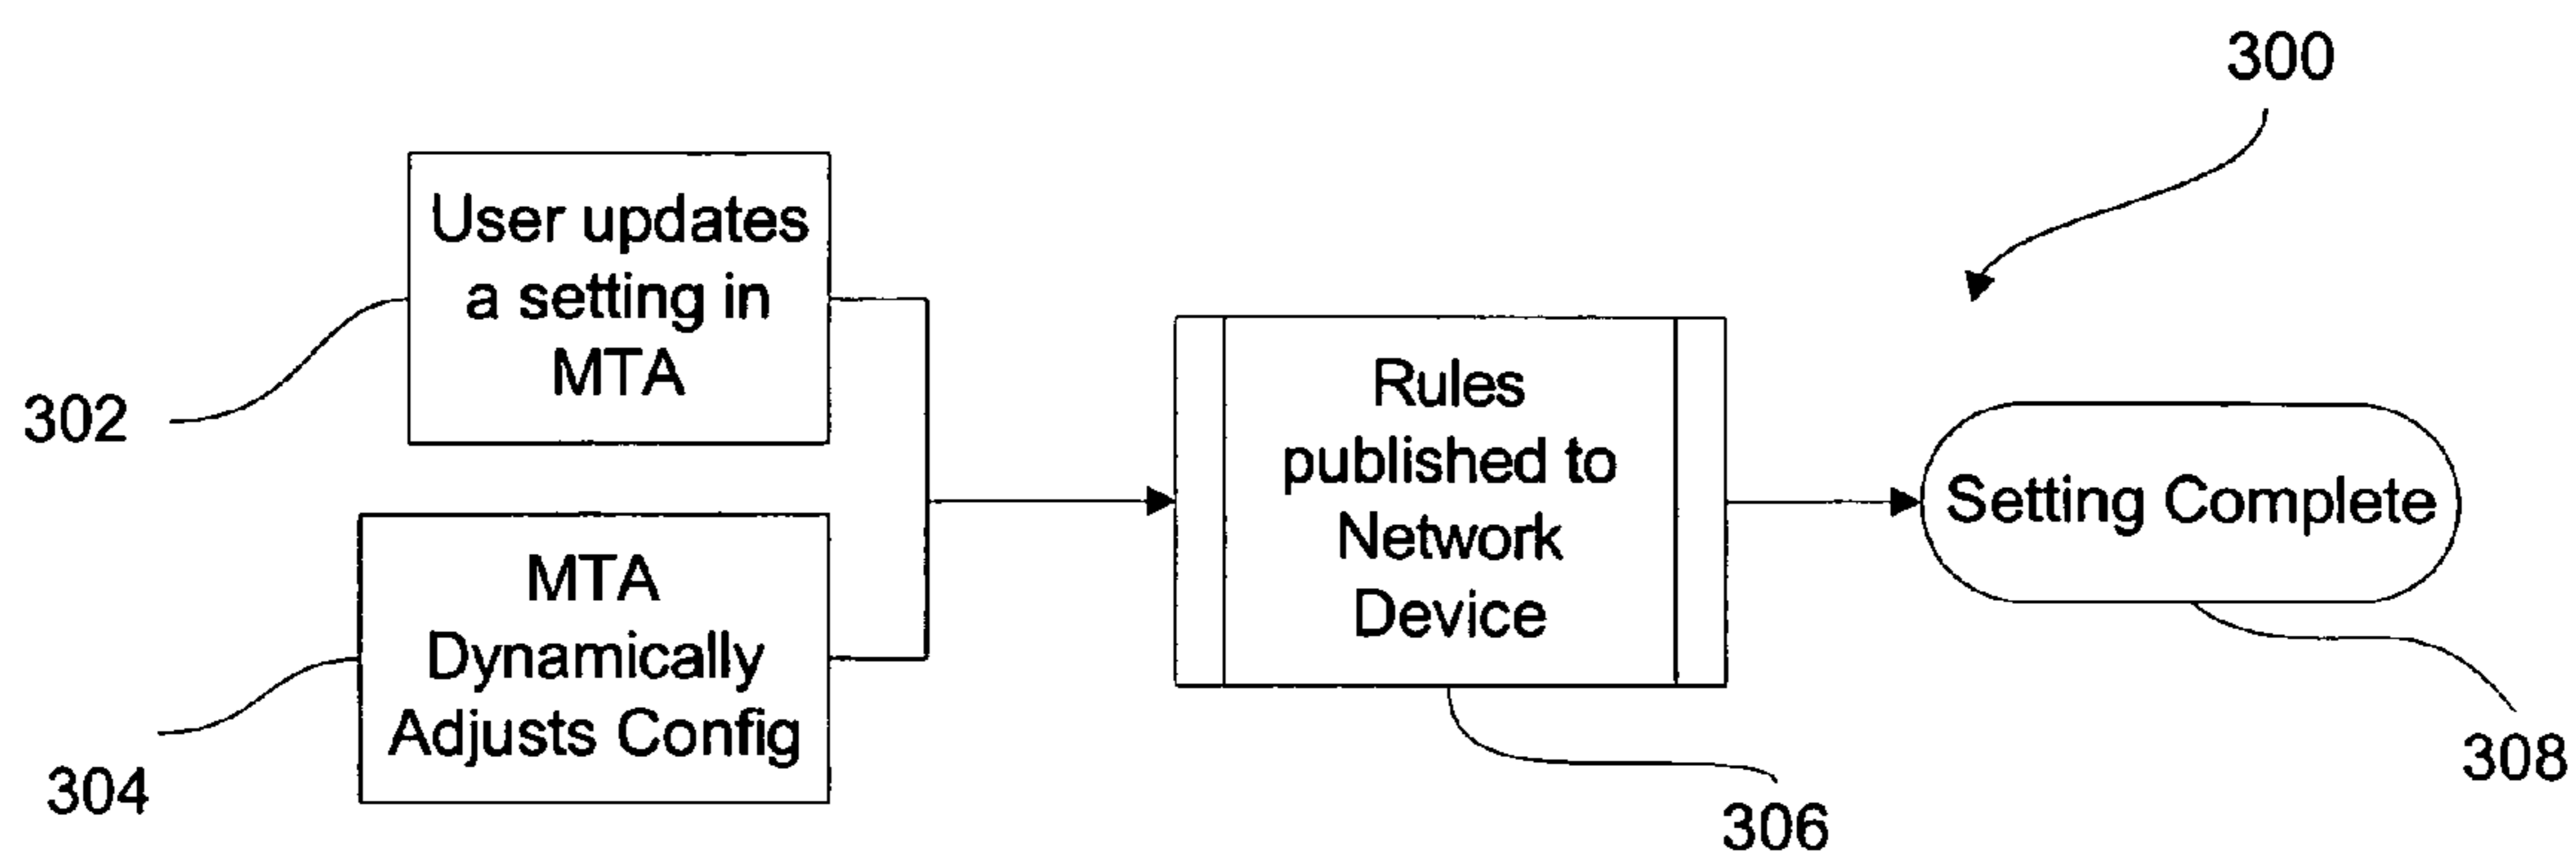 300
User updates
a setting in
MTA
302
Rules
published to
Network
Device
Setting Complete
MTA
Dynamically
Adjusts Config
304
306
308